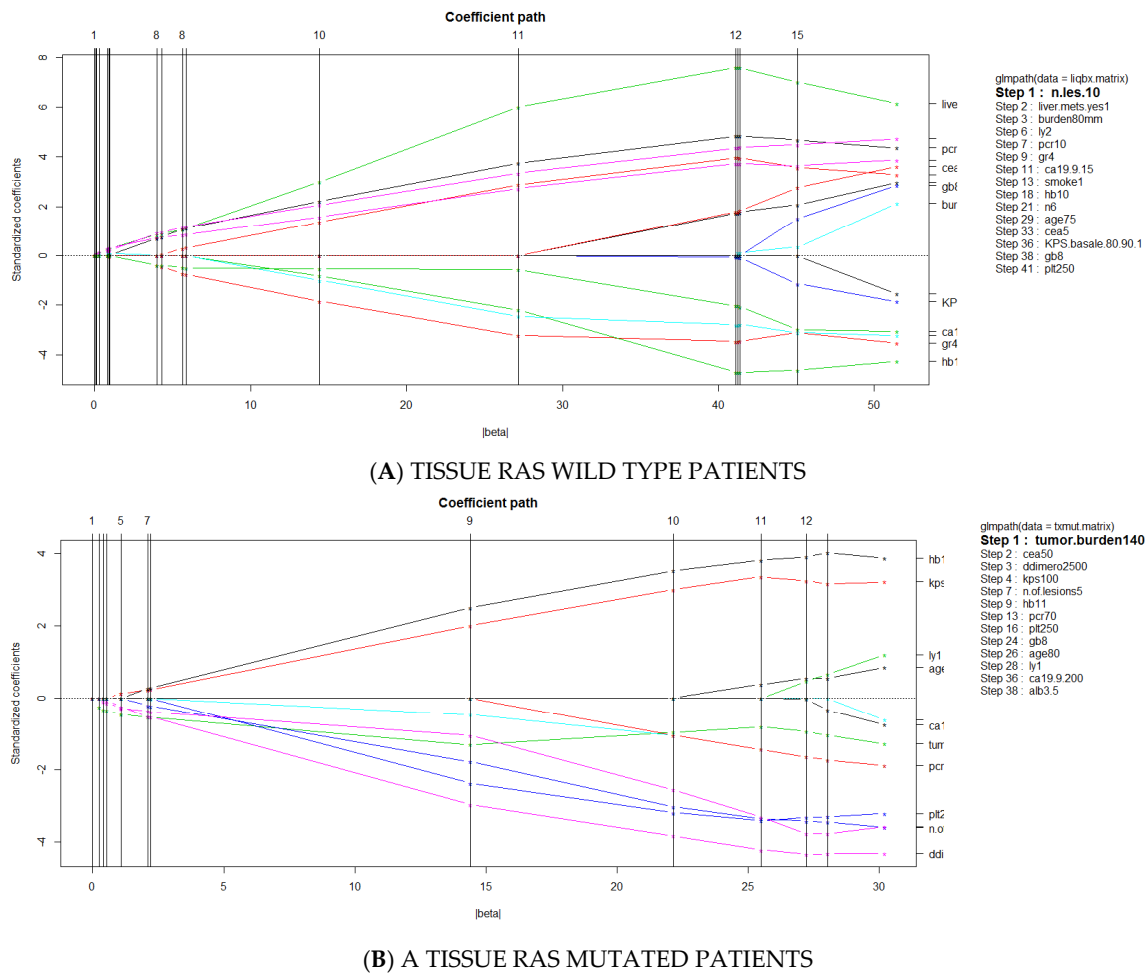 Coefficient path
1 8 8 10 11 12 15
glmpath(data = liqbx.matrix)
Step 1 : n.les.10
Step 2 : liver.mets.yes1
Step 3 : burden80mm
Step 6 : ly2
Step 7 : pcr10
Step 9 : gr4
Step 11 : ca19.9.15
Step 13 : smoke1
Step 18 : hb10
Step 21 : n6
Step 29 : age75
Step 33 : cea5
Step 36 : KPS.basale.80.90.1
Step 38 : gb8
Step 41 : plt250
Standardized coefficients
8
6
4
2
0
-2
-4
live
pcr
cea
gb8
bur
KP
ca1
gr4
hb1
0 10 20 30 40 50
|beta|
(A) TISSUE RAS WILD TYPE PATIENTS
Coefficient path
1 5 7 9 10 11 12
glmpath(data = txmut.matrix)
Step 1 : tumor.burden140
Step 2 : cea50
Step 3 : ddimero2500
Step 4 : kps100
Step 7 : n.of.lesions5
Step 9 : hb11
Step 13 : pcr70
Step 16 : plt250
Step 24 : gb8
Step 26 : age80
Step 28 : ly1
Step 36 : ca19.9.200
Step 38 : alb3.5
Standardized coefficients
4
2
0
-2
-4
hb1
kps
ly1
age
ca1
tum
pcr
plt2
n.o
ddi
0 5 10 15 20 25 30
|beta|
(B) A TISSUE RAS MUTATED PATIENTS